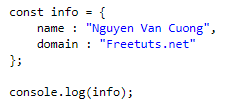 const info = {
    name : "Nguyen Van Cuong",
    domain : "Freetuts.net"
};

console.log(info);